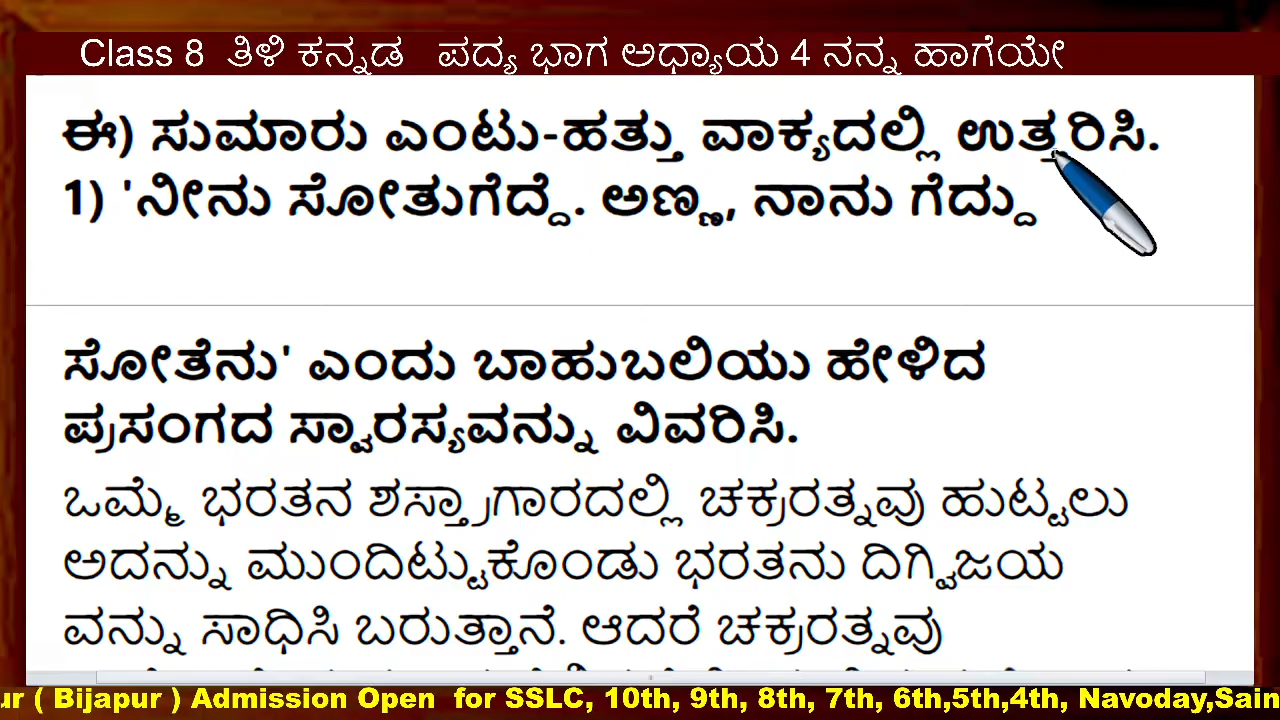 Class 8 ತಿಳಿ ಕನ್ನಡ ಪದ್ಯ ಭಾಗ ಅಧ್ಯಾಯ 4 ನನ್ನ ಹಾಗೆಯೇ
ಈ) ಸುಮಾರು ಎಂಟು-ಹತ್ತು ವಾಕ್ಯದಲ್ಲಿ ಉತ್ತರಿಸಿ.
1) 'ನೀನು ಸೋತುಗೆದ್ದೆ. ಅಣ್ಣ, ನಾನು ಗೆದ್ದು
ಸೋತೆನು' ಎಂದು ಬಾಹುಬಲಿಯು ಹೇಳಿದ
ಪ್ರಸಂಗದ ಸ್ವಾರಸ್ಯವನ್ನು ವಿವರಿಸಿ.
ಒಮ್ಮೆ ಭರತನ ಶಸ್ತ್ರಾಗಾರದಲ್ಲಿ ಚಕ್ರರತ್ನವು ಹುಟ್ಟಲು
ಅದನ್ನು ಮುಂದಿಟ್ಟುಕೊಂಡು ಭರತನು ದಿಗ್ವಿಜಯ
ವನ್ನು ಸಾಧಿಸಿ ಬರುತ್ತಾನೆ. ಆದರೆ ಚಕ್ರರತ್ನವು
ur ( Bijapur ) Admission Open for SSLC, 10th, 9th, 8th, 7th, 6th,5th,4th, Navoday,Sain